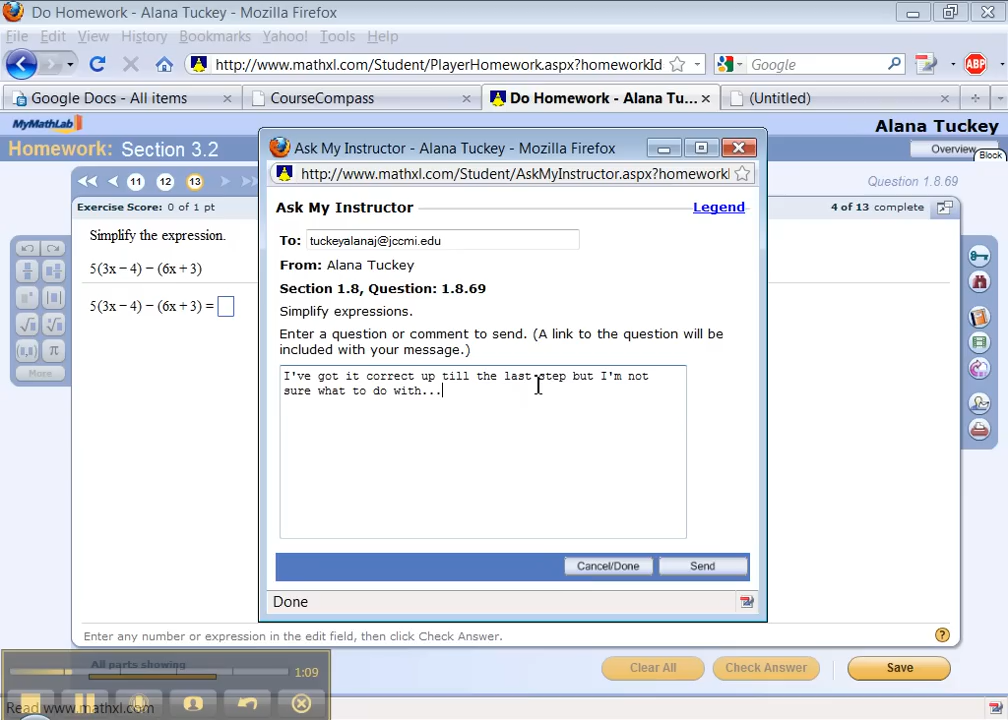 Do Homework - Alana Tuckey - Mozilla Firefox
File Edit View History Bookmarks Yahoo! Tools Help
http://www.mathxl.com/Student/PlayerHomework.aspx?homeworkId
Google
ABP
Google Docs - All items
CourseCompass
Do Homework - Alana Tu...
(Untitled)
MyMathLab
Alana Tuckey
Homework: Section 3.2
Overview
Block
11 12 13
Question 1.8.69
Exercise Score: 0 of 1 pt
4 of 13 complete
Simplify the expression.
5(3x – 4) – (6x + 3)
5(3x – 4) – (6x + 3) =
More
Ask My Instructor - Alana Tuckey - Mozilla Firefox
http://www.mathxl.com/Student/AskMyInstructor.aspx?homeworkI
Ask My Instructor
Legend
To: tuckeyalanaj@jccmi.edu
From: Alana Tuckey
Section 1.8, Question: 1.8.69
Simplify expressions.
Enter a question or comment to send. (A link to the question will be
included with your message.)
I've got it correct up till the last step but I'm not
sure what to do with...
Cancel/Done
Send
Done
Enter any number or expression in the edit field, then click Check Answer.
?
All parts showing
1:09
Clear All
Check Answer
Save
Read www.mathxl.com